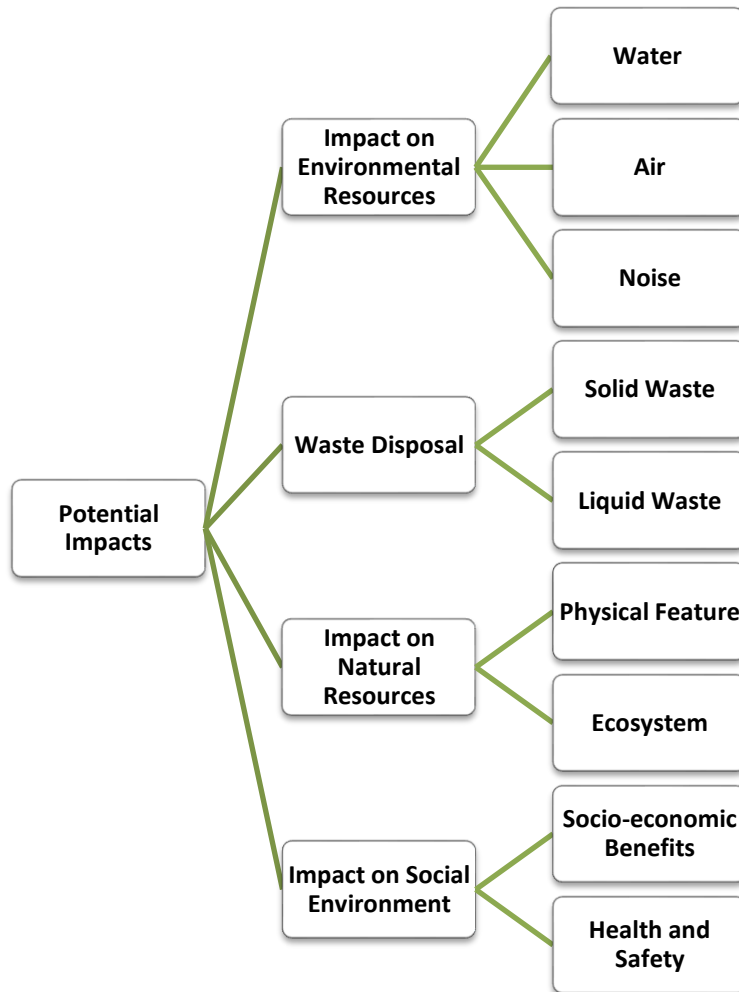 Potential
Impacts
Impact on
Environmental
Resources
Water
Air
Noise
Waste Disposal
Solid Waste
Liquid Waste
Impact on
Natural
Resources
Physical Feature
Ecosystem
Impact on Social
Environment
Socio-economic
Benefits
Health and
Safety